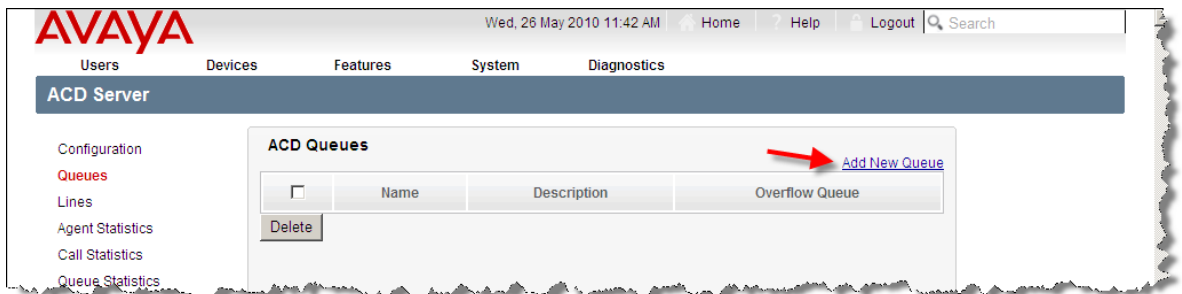 AVAYA
Wed, 26 May 2010 11:42 AM Home ? Help Logout Search
Users Devices Features System Diagnostics
ACD Server
Configuration
Queues
Lines
Agent Statistics
Call Statistics
Queue Statistics
ACD Queues
Add New Queue
Name Description Overflow Queue
Delete